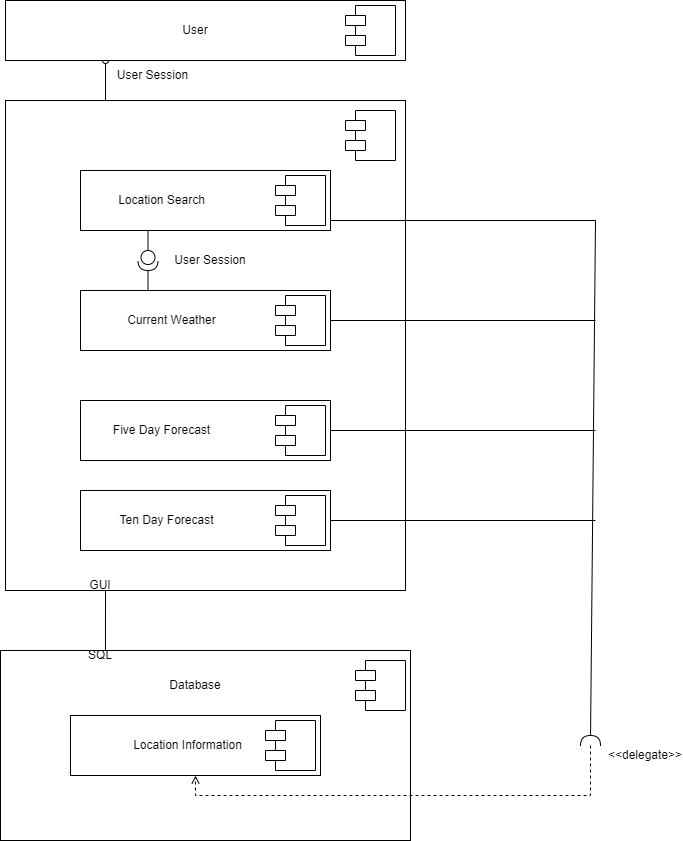 User
User Session
Location Search
User Session
Current Weather
Five Day Forecast
Ten Day Forecast
GUI
SQL
Database
Location Information
<<delegate>>